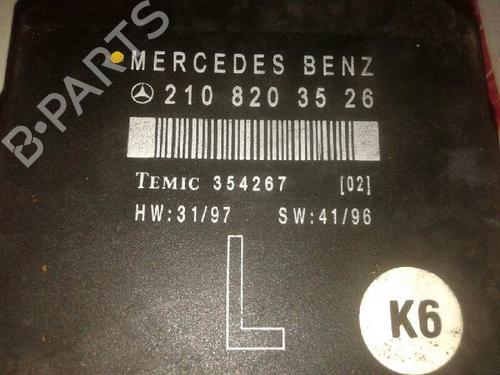 MERCEDES BENZ
210 820 35 26
TEMIC 354267 [02]
HW:31/97 SW:41/96
L
K6
B-PARTS